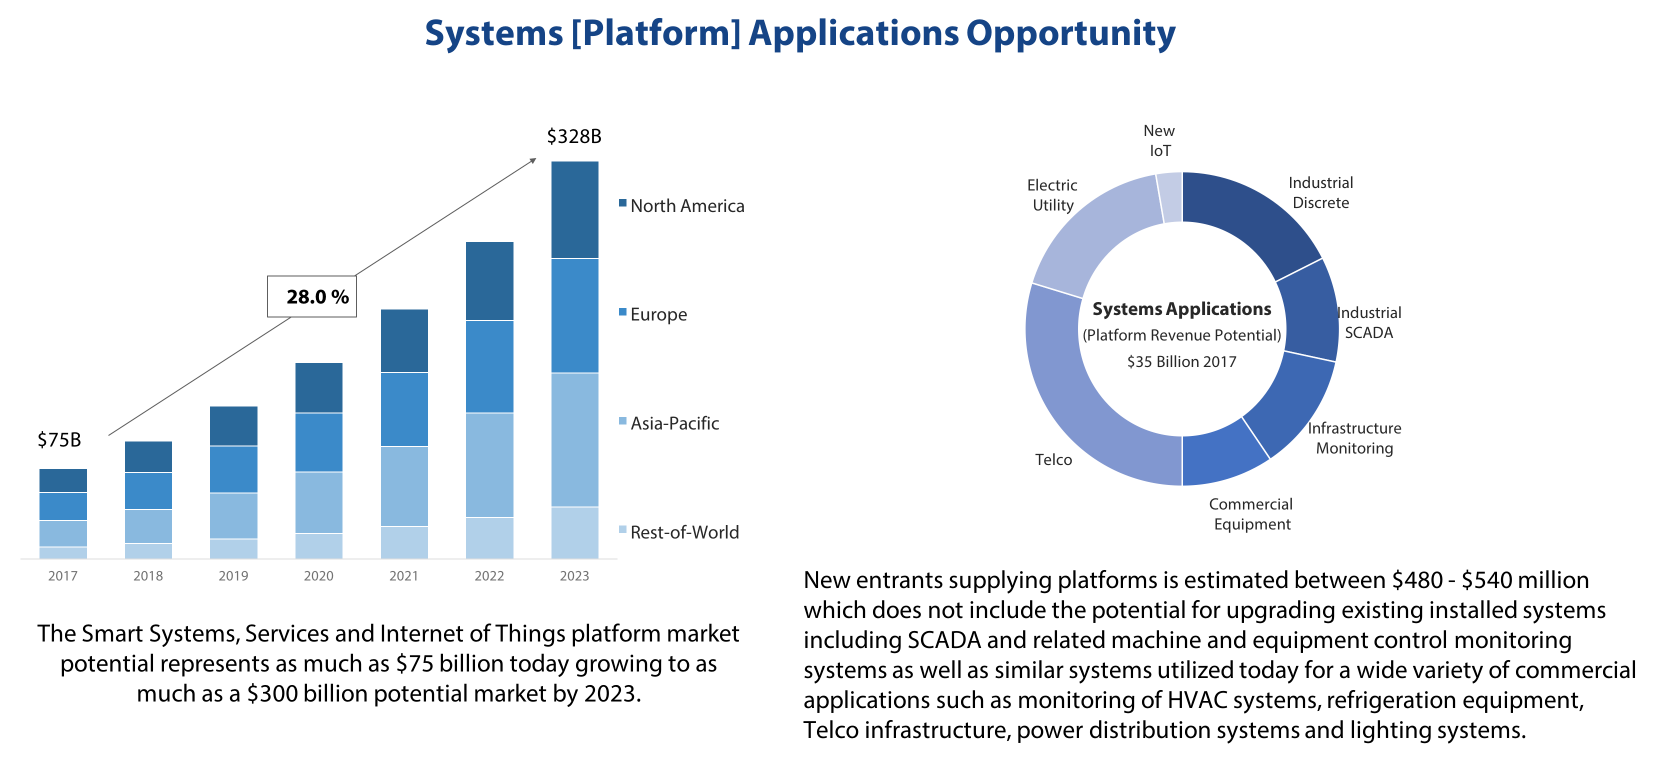 Systems [Platform] Applications Opportunity
$328B
North America
28.0 %
Europe
Asia-Pacific
$75B
Rest-of-World
2017 2018 2019 2020 2021 2022 2023
The Smart Systems, Services and Internet of Things platform market
potential represents as much as $75 billion today growing to as
much as a $300 billion potential market by 2023.
New
IoT
Electric
Utility
Industrial
Discrete
Industrial
SCADA
Systems Applications
(Platform Revenue Potential)
$35 Billion 2017
Infrastructure
Monitoring
Telco
Commercial
Equipment
New entrants supplying platforms is estimated between $480 - $540 million
which does not include the potential for upgrading existing installed systems
including SCADA and related machine and equipment control monitoring
systems as well as similar systems utilized today for a wide variety of commercial
applications such as monitoring of HVAC systems, refrigeration equipment,
Telco infrastructure, power distribution systems and lighting systems.